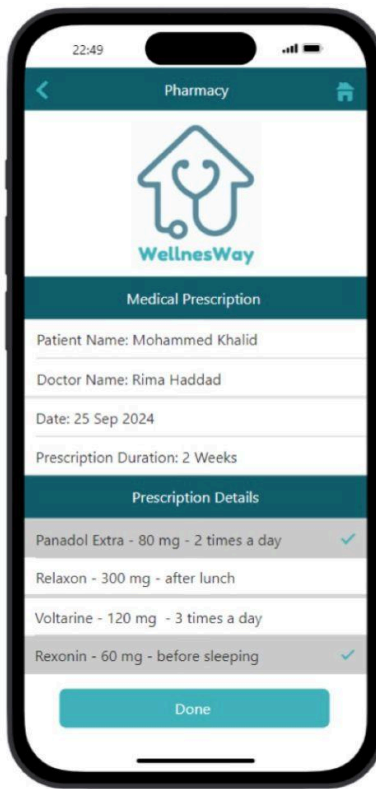 22:49
Pharmacy
WellnesWay
Medical Prescription
Patient Name: Mohammed Khalid
Doctor Name: Rima Haddad
Date: 25 Sep 2024
Prescription Duration: 2 Weeks
Prescription Details
Panadol Extra - 80 mg - 2 times a day
Relaxon - 300 mg - after lunch
Voltarine - 120 mg - 3 times a day
Rexonin - 60 mg - before sleeping
Done